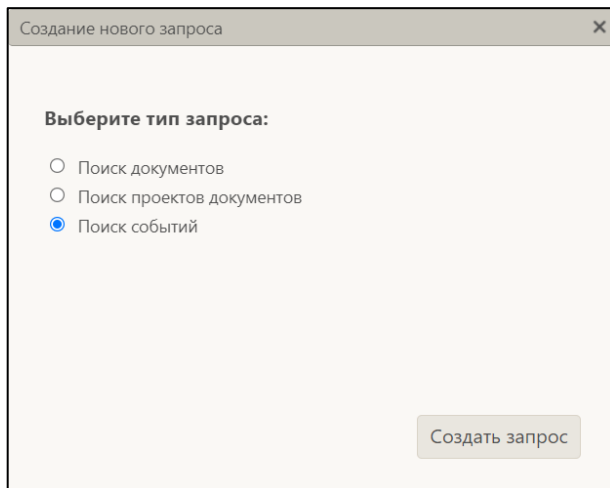 Создание нового запроса
Выберите тип запроса:
Поиск документов
Поиск проектов документов
Поиск событий
Создать запрос